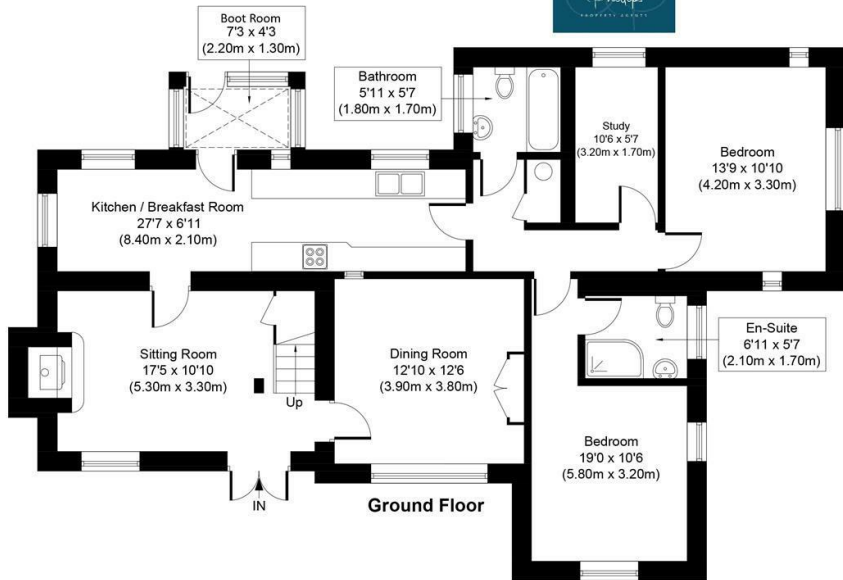 PROPERTY AGENTS
Boot Room
7'3 x 4'3
(2.20m x 1.30m)
Bathroom
5'11 x 5'7
(1.80m x 1.70m)
Study
10'6 x 5'7
(3.20m x 1.70m)
Bedroom
13'9 x 10'10
(4.20m x 3.30m)
Kitchen / Breakfast Room
27'7 x 6'11
(8.40m x 2.10m)
En-Suite
6'11 x 5'7
(2.10m x 1.70m)
Sitting Room
17'5 x 10'10
(5.30m x 3.30m)
Up
Dining Room
12'10 x 12'6
(3.90m x 3.80m)
Bedroom
19'0 x 10'6
(5.80m x 3.20m)
IN
Ground Floor